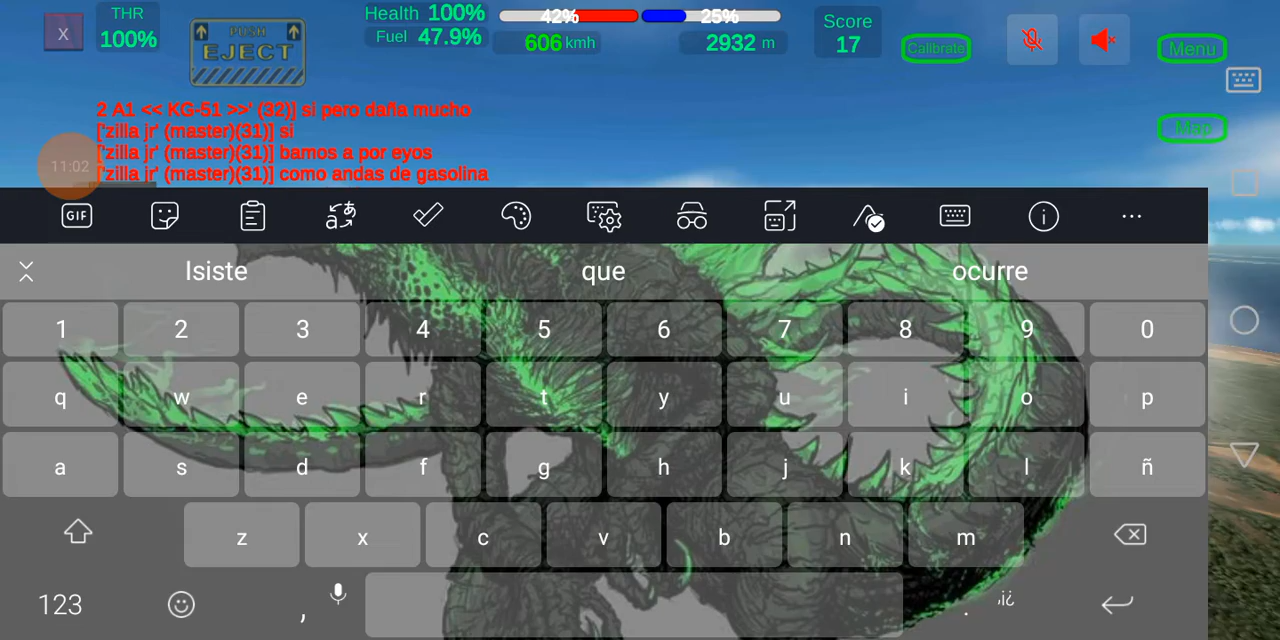 X
THR
100%
PUSH
EJECT
Health 100%
Fuel 47.9%
42%
25%
606 kmh
2932 m
Score
17
Calibrate
Menu
Map
2 A1 << KG-51 >>' (32)] si pero daña mucho
['zilla jr' (master)(31)] si
['zilla jr' (master)(31)] bamos a por eyos
['zilla jr' (master)(31)] como andas de gasolina
11:02
GIF
Isiste que ocurre
1 2 3 4 5 6 7 8 9 0
q w e r t y u i o p
a s d f g h j k l ñ
z x c v b n m
123 , . ¡¿